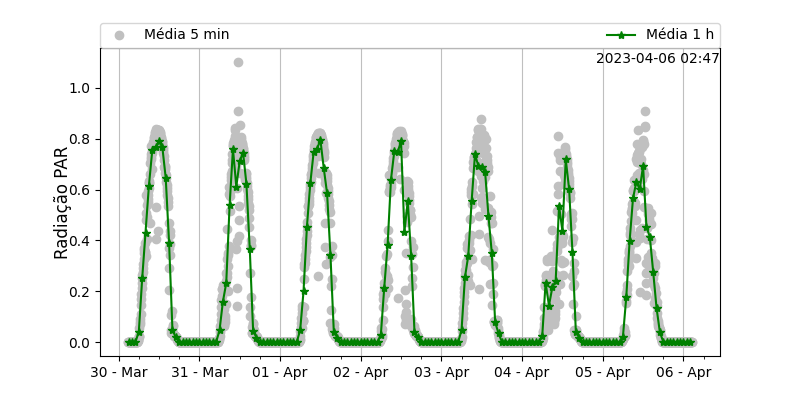 Média 5 min
Média 1 h
2023-04-06 02:47
Radiação PAR
1.0
0.8
0.6
0.4
0.2
0.0
30 - Mar
31 - Mar
01 - Apr
02 - Apr
03 - Apr
04 - Apr
05 - Apr
06 - Apr